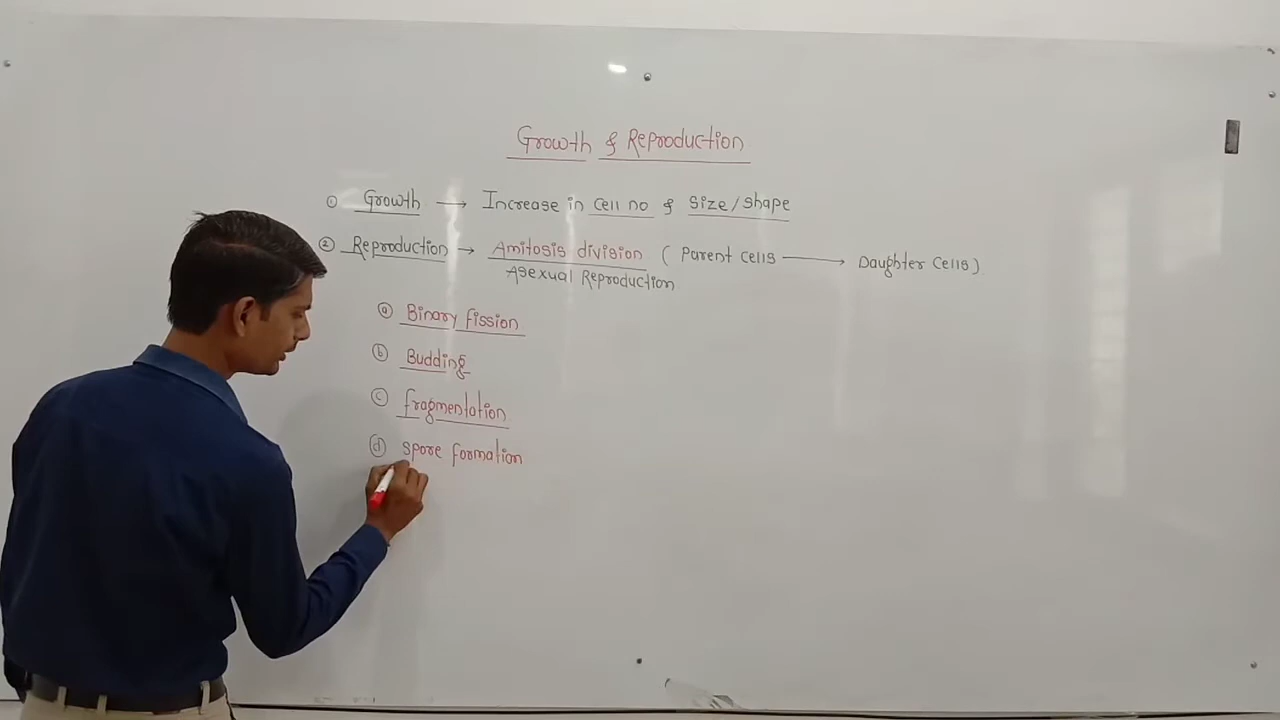 Growth & Reproduction
① Growth → Increase in Cell no & Size/shape
② Reproduction → Amitosis division ( Parent Cells → Daughter Cells)
Asexual Reproduction
ⓐ Binary fission
ⓑ Budding
ⓒ fragmentation
ⓓ Spore formation